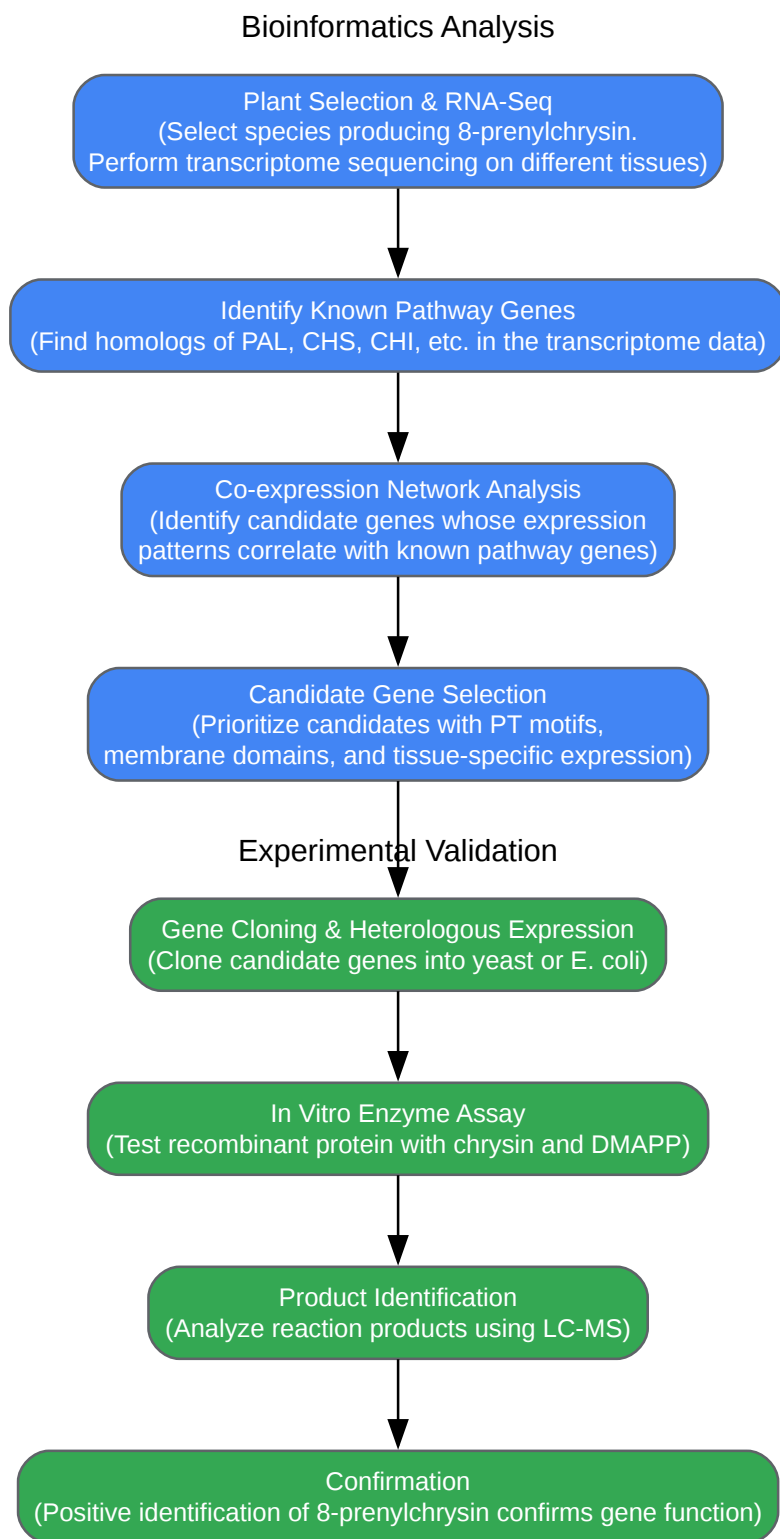 Bioinformatics Analysis
Plant Selection & RNA-Seq
(Select species producing 8-prenylchrysin.
Perform transcriptome sequencing on different tissues)
Identify Known Pathway Genes
(Find homologs of PAL, CHS, CHI, etc. in the transcriptome data)
Co-expression Network Analysis
(Identify candidate genes whose expression
patterns correlate with known pathway genes)
Candidate Gene Selection
(Prioritize candidates with PT motifs,
membrane domains, and tissue-specific expression)
Experimental Validation
Gene Cloning & Heterologous Expression
(Clone candidate genes into yeast or E. coli)
In Vitro Enzyme Assay
(Test recombinant protein with chrysin and DMAPP)
Product Identification
(Analyze reaction products using LC-MS)
Confirmation
(Positive identification of 8-prenylchrysin confirms gene function)